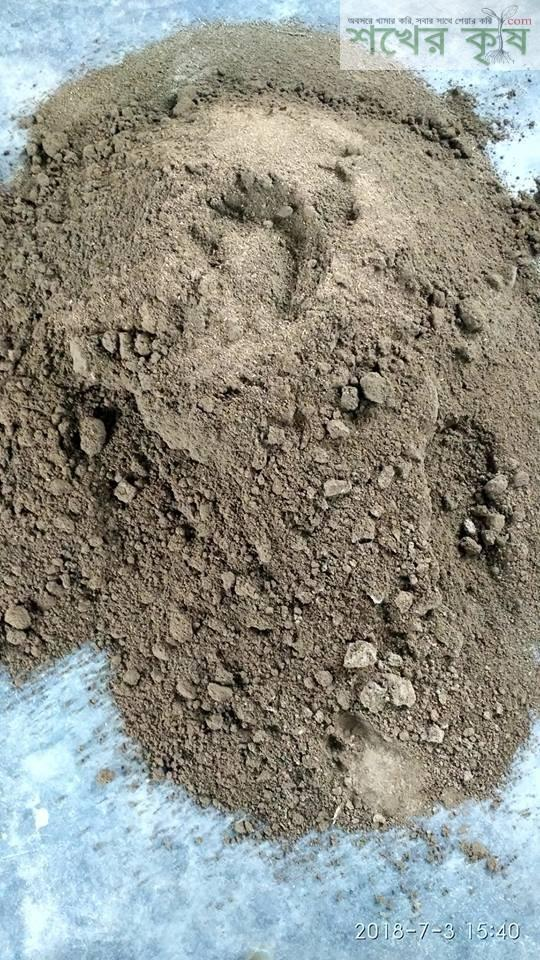 অবসরে খামার করি, সবার সাথে শেয়ার করি
.com
শখের কৃষি
2018-7-3 15:40